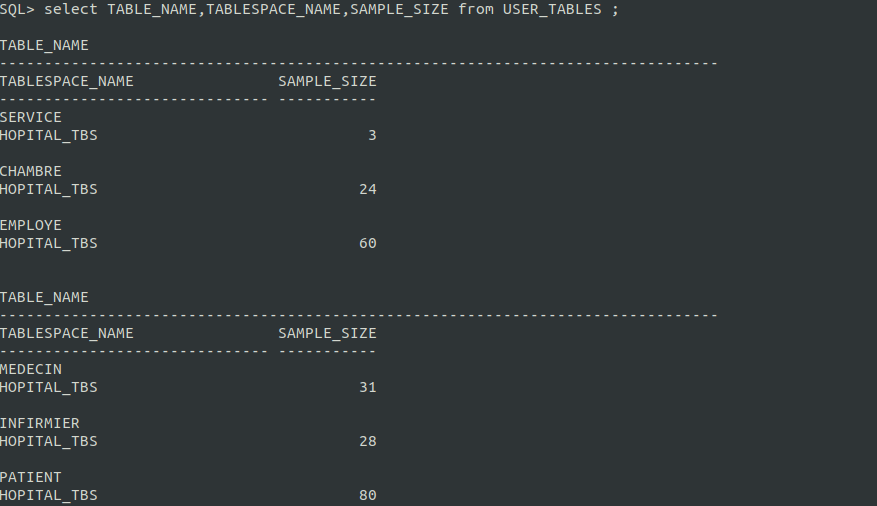 SQL> select TABLE_NAME,TABLESPACE_NAME,SAMPLE_SIZE from USER_TABLES ;
TABLE_NAME
--------------------------------------------------------------------------------
TABLESPACE_NAME                SAMPLE_SIZE
------------------------------ -----------
SERVICE
HOPITAL_TBS                              3
CHAMBRE
HOPITAL_TBS                             24
EMPLOYE
HOPITAL_TBS                             60
TABLE_NAME
--------------------------------------------------------------------------------
TABLESPACE_NAME                SAMPLE_SIZE
------------------------------ -----------
MEDECIN
HOPITAL_TBS                             31
INFIRMIER
HOPITAL_TBS                             28
PATIENT
HOPITAL_TBS                             80